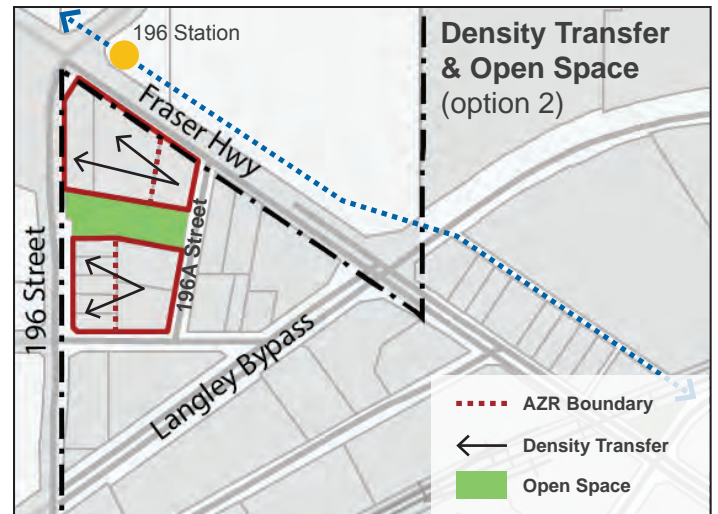 196 Station
Density Transfer
& Open Space
(option 2)
Fraser Hwy
196A Street
196 Street
Langley Bypass
AZR Boundary
Density Transfer
Open Space